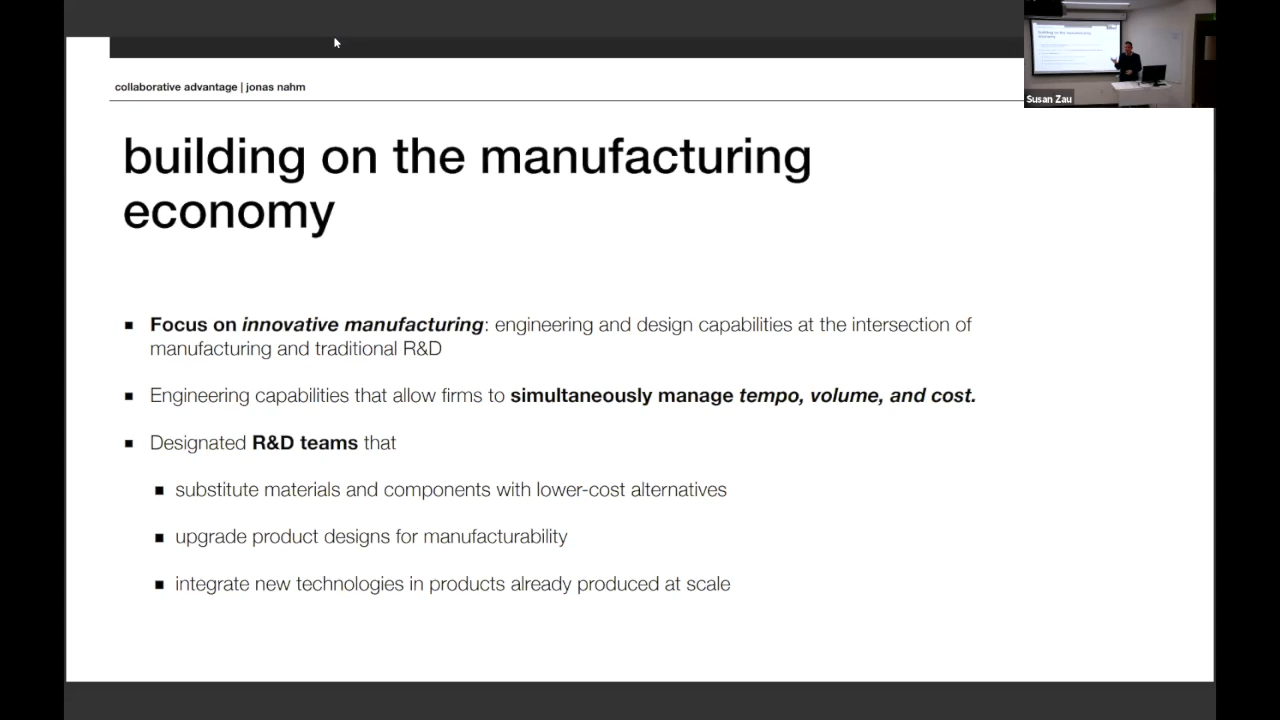 collaborative advantage | jonas nahm
Susan Zau
building on the manufacturing
economy
■ Focus on innovative manufacturing: engineering and design capabilities at the intersection of
manufacturing and traditional R&D
■ Engineering capabilities that allow firms to simultaneously manage tempo, volume, and cost.
■ Designated R&D teams that
■ substitute materials and components with lower-cost alternatives
■ upgrade product designs for manufacturability
■ integrate new technologies in products already produced at scale